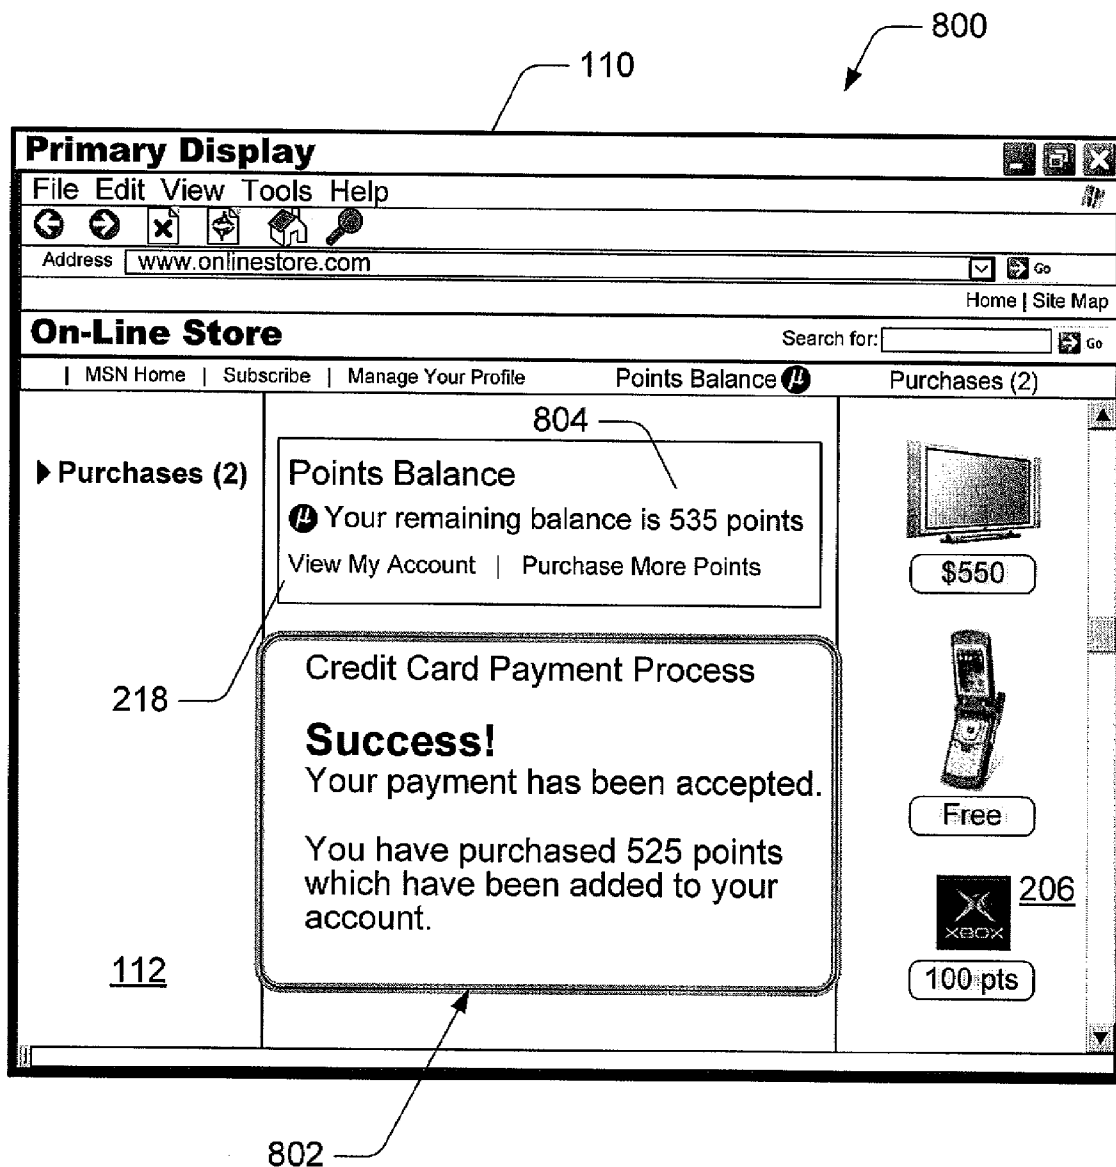 800
110
Primary Display
File Edit View Tools Help
Address www.onlinestore.com Go
Home | Site Map
On-Line Store Search for: Go
| MSN Home | Subscribe | Manage Your Profile Points Balance μ Purchases (2)
804
Purchases (2)
Points Balance
μ Your remaining balance is 535 points
View My Account | Purchase More Points
$550
218
Credit Card Payment Process
Success!
Your payment has been accepted.
You have purchased 525 points
which have been added to your
account.
Free
206
XBOX
100 pts
112
802